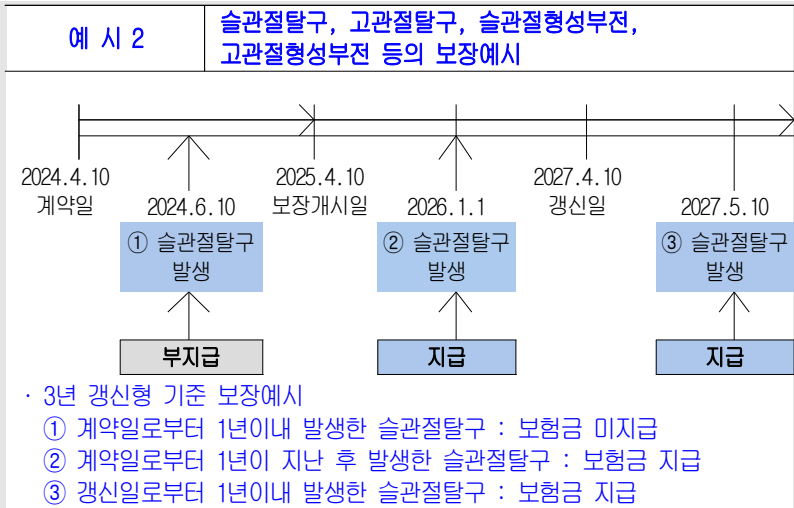 예 시 2
슬관절탈구, 고관절탈구, 슬관절형성부전,
고관절형성부전 등의 보장예시
2024.4.10
계약일
2024.6.10
2025.4.10
보장개시일
2026.1.1
2027.4.10
갱신일
2027.5.10
① 슬관절탈구
발생
② 슬관절탈구
발생
③ 슬관절탈구
발생
부지급
지급
지급
· 3년 갱신형 기준 보장예시
① 계약일로부터 1년이내 발생한 슬관절탈구 : 보험금 미지급
② 계약일로부터 1년이 지난 후 발생한 슬관절탈구 : 보험금 지급
③ 갱신일로부터 1년이내 발생한 슬관절탈구 : 보험금 지급